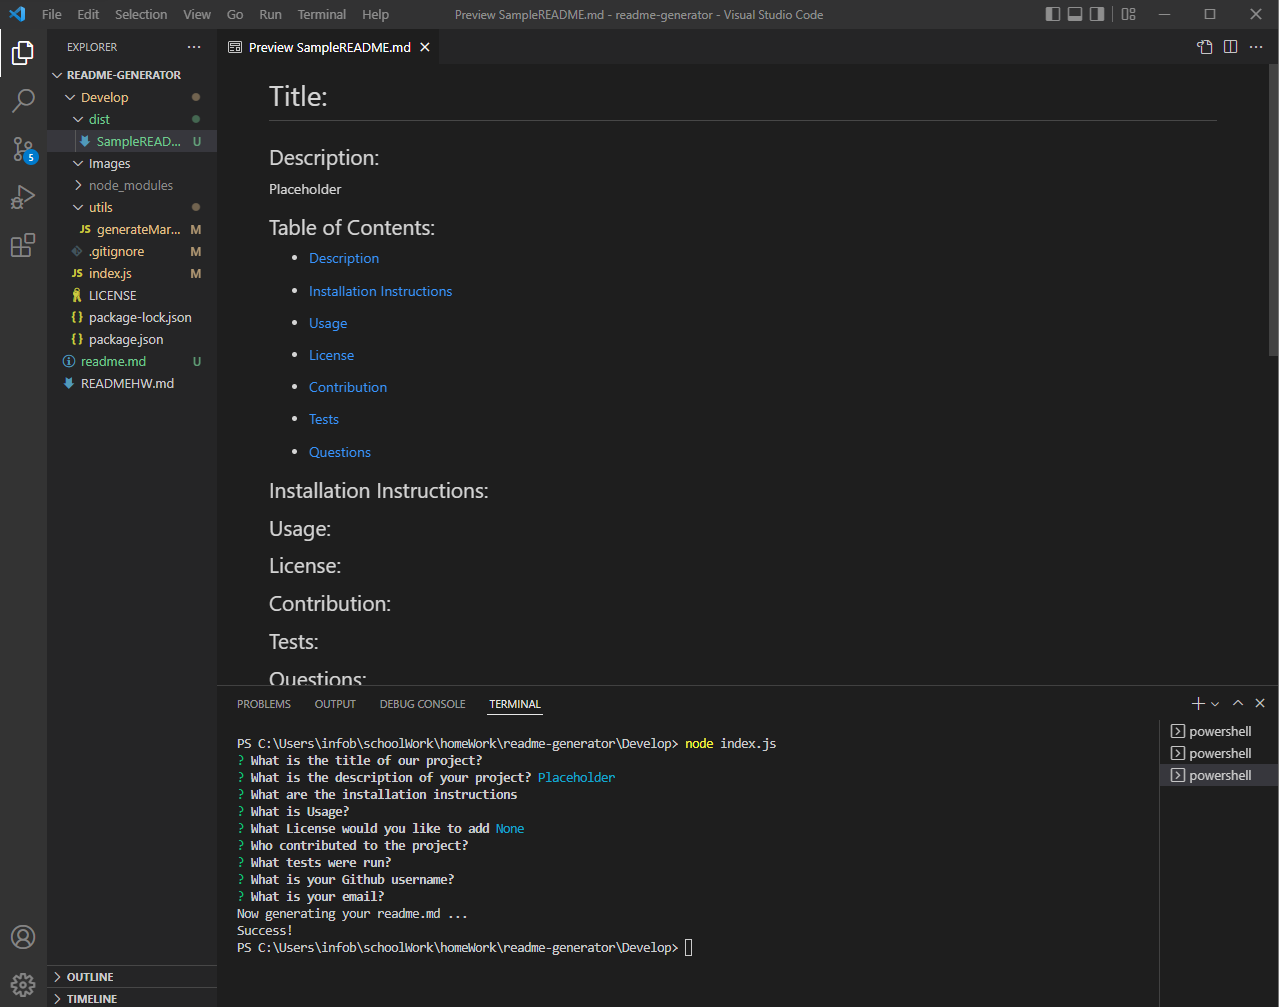 File Edit Selection View Go Run Terminal Help
Preview SampleREADME.md - readme-generator - Visual Studio Code
EXPLORER
README-GENERATOR
Develop
dist
SampleREAD... U
Images
node_modules
utils
generateMar... M
.gitignore M
JS index.js M
LICENSE
{} package-lock.json
{} package.json
readme.md U
READMEHW.md
OUTLINE
TIMELINE
5
Preview SampleREADME.md
Title:
Description:
Placeholder
Table of Contents:
• Description
• Installation Instructions
• Usage
• License
• Contribution
• Tests
• Questions
Installation Instructions:
Usage:
License:
Contribution:
Tests:
Questions:
PROBLEMS OUTPUT DEBUG CONSOLE TERMINAL
PS C:\Users\infob\schoolWork\homeWork\readme-generator\Develop> node index.js
? What is the title of our project?
? What is the description of your project? Placeholder
? What are the installation instructions
? What is Usage?
? What License would you like to add None
? Who contributed to the project?
? What tests were run?
? What is your Github username?
? What is your email?
Now generating your readme.md ...
Success!
PS C:\Users\infob\schoolWork\homeWork\readme-generator\Develop>
powershell
powershell
powershell